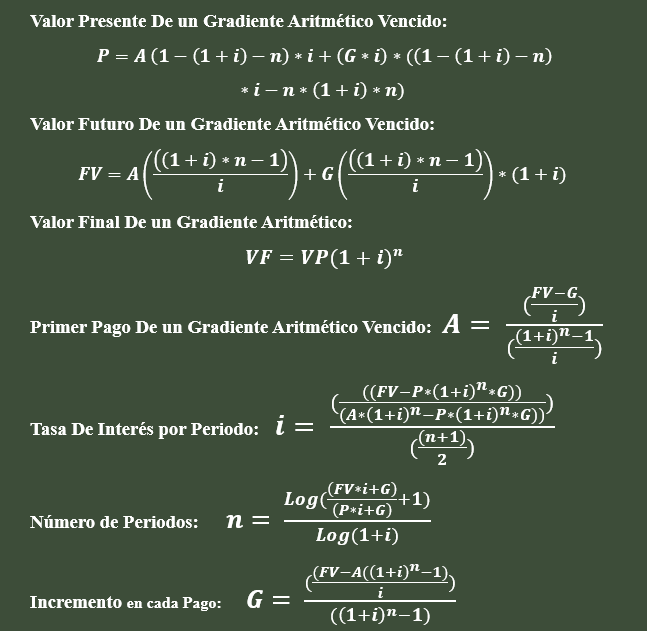 Valor Presente De un Gradiente Aritmético Vencido:
P = A (1 − (1 + i) − n) ∗ i + (G ∗ i) ∗ ((1 − (1 + i) − n)
∗ i − n ∗ (1 + i) ∗ n)
Valor Futuro De un Gradiente Aritmético Vencido:
FV = A(((1 + i) ∗ n − 1)/i) + G(((1 + i) ∗ n − 1)/i) ∗ (1 + i)
Valor Final De un Gradiente Aritmético:
VF = VP(1 + i)^n
Primer Pago De un Gradiente Aritmético Vencido: A = ((FV−G)/i)/(((1+i)^n−1)/i)
Tasa De Interés por Periodo: i = (((FV−P∗(1+i)^n∗G))/(A∗(1+i)^n−P∗(1+i)^n∗G)))/((n+1)/2)
Número de Periodos: n = Log((FV∗i+G)/(P∗i+G)+1)/Log(1+i)
Incremento en cada Pago: G = ((FV−A((1+i)^n−1)/i)/((1+i)^n−1)